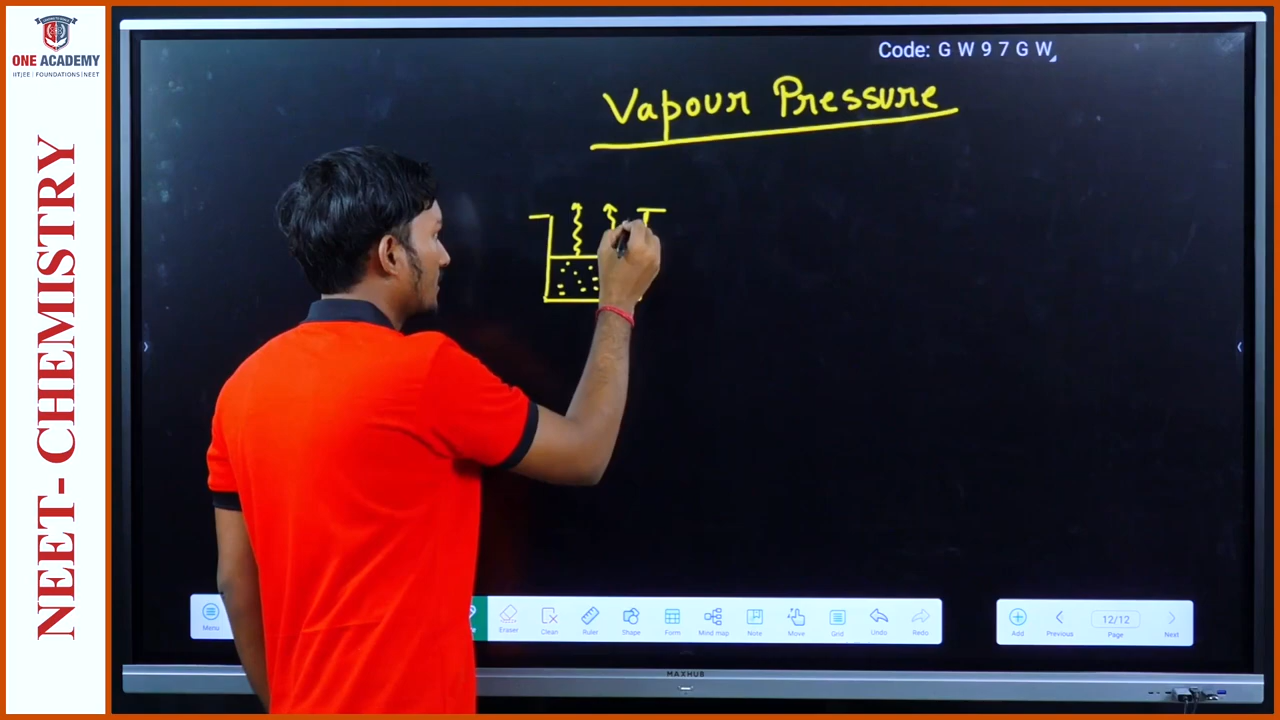 ONE ACADEMY
IIT|EE | FOUNDATIONS|NEET
NEET- CHEMISTRY
Code: G W 9 7 G W
Vapour Pressure
Menu
Eraser
Clean
Ruler
Shape
Form
Mind map
Note
Move
Grid
Undo
Redo
Add
Previous
12/12
Page
Next
MAXHUB